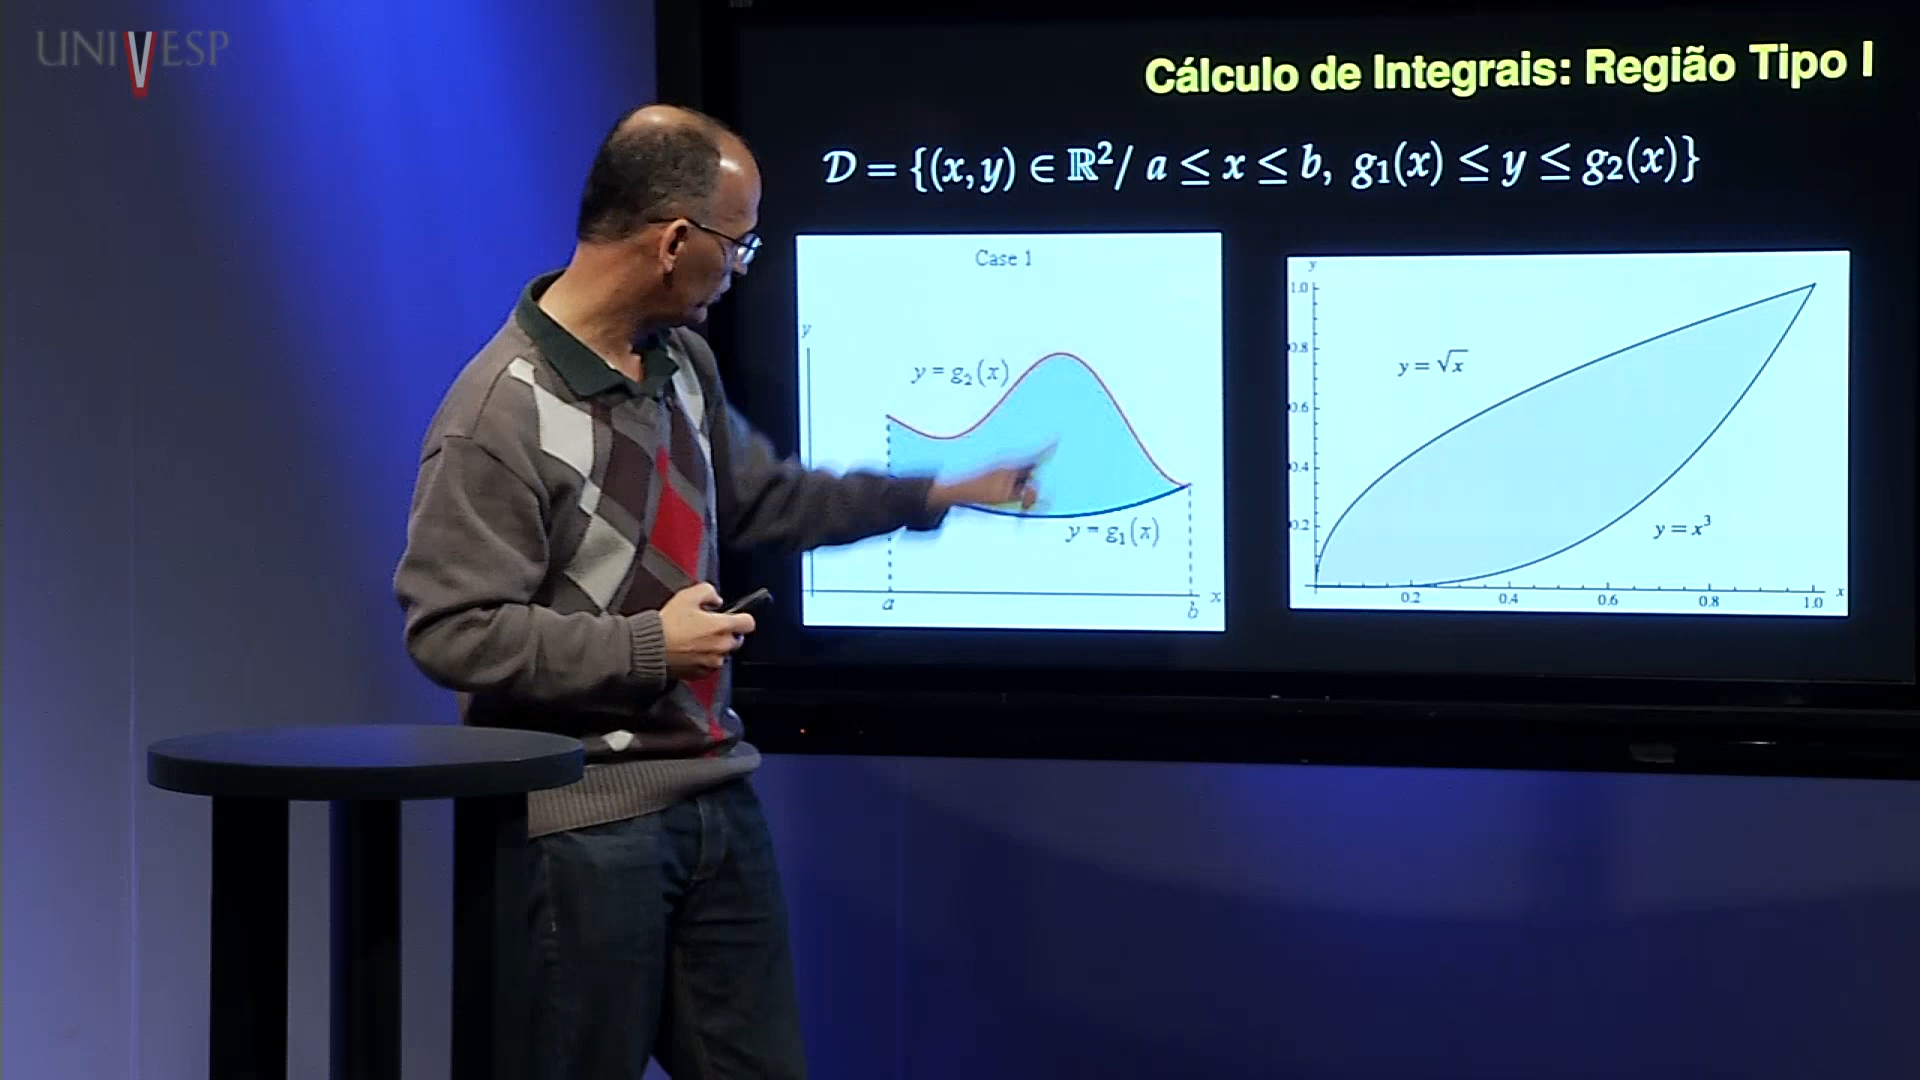 UNIVESP
Cálculo de Integrais: Região Tipo I
𝒟 = {(x, y) ∈ ℝ²/ a ≤ x ≤ b, g₁(x) ≤ y ≤ g₂(x)}
Case 1
y
y = g₂(x)
y = g₁(x)
a
b
x
y
1.0
0.8
0.6
0.4
0.2
y = √x
y = x³
0.2 0.4 0.6 0.8 1.0 x